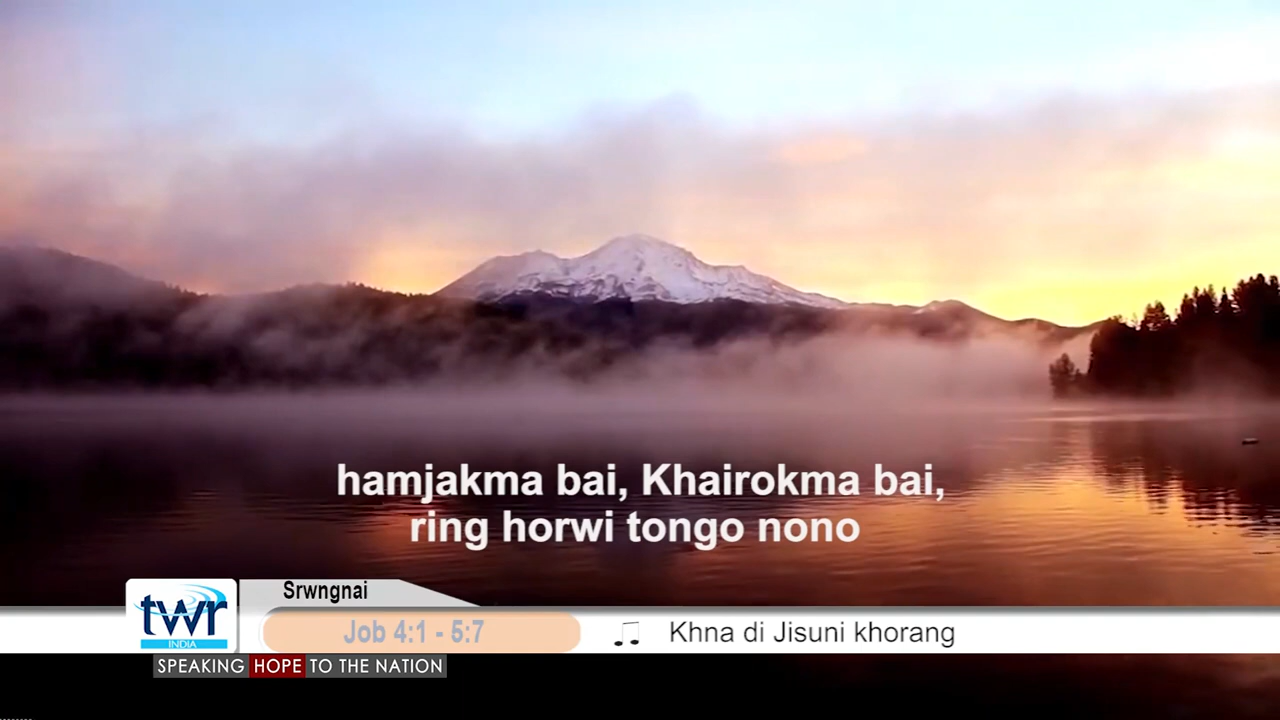 hamjakma bai, Khairokma bai,
ring horwi tongo nono
Srwngnai
twr
INDIA
Job 4:1 - 5:7
Khna di Jisuni khorang
SPEAKING HOPE TO THE NATION